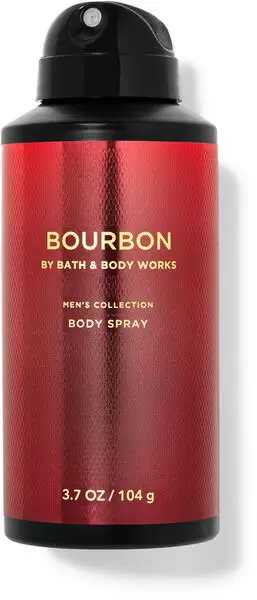 BOURBON
BY BATH & BODY WORKS
MEN'S COLLECTION
BODY SPRAY
3.7 OZ / 104 g